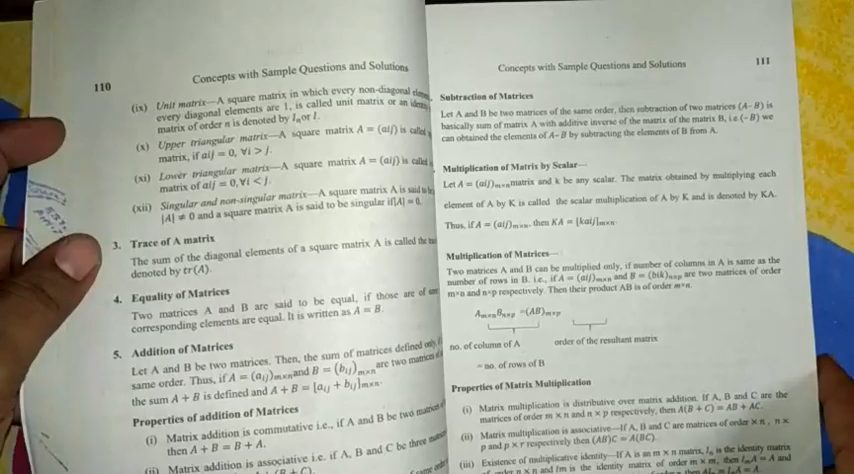 110
Concepts with Sample Questions and Solutions
(ix) Unit matrix—A square matrix in which every non-diagonal
every diagonal elements are 1, is called unit matrix or an
matrix of order n is denoted by Iₙ or I.
(x) Upper triangular matrix—A square matrix A = (aij) is called
matrix, if aij = 0, ∀i > j.
(xi) Lower triangular matrix—A square matrix A = (aij) is called
matrix of aij = 0, ∀i < j.
(xii) Singular and non-singular matrix—A square matrix A is said to be
|A| ≠ 0 and a square matrix A is said to be singular if|A| = 0.
3. Trace of A matrix
The sum of the diagonal elements of a square matrix A is called the
denoted by tr(A).
4. Equality of Matrices
Two matrices A and B are said to be equal, if those are of
corresponding elements are equal. It is written as A = B.
5. Addition of Matrices
Let A and B be two matrices. Then, the sum of matrices defined only
same order. Thus, if A = (aᵢⱼ)m×n and B = (bᵢⱼ)m×n are two matrices
the sum A + B is defined and A + B = [aᵢⱼ + bᵢⱼ]m×n.
Properties of addition of Matrices
(i) Matrix addition is commutative i.e., if A and B be two
then A + B = B + A.
(ii) Matrix addition is associative i.e. if A, B and C be three
Concepts with Sample Questions and Solutions
111
Subtraction of Matrices
Let A and B be two matrices of the same order, then subtraction of two matrices (A- B) is
basically sum of matrix A with additive inverse of the matrix of the matrix B, i.e.(- B) we
can obtained the elements of A- B by subtracting the elements of B from A.
Multiplication of Matrix by Scalar—
Let A = (aij)m×n matrix and k be any scalar. The matrix obtained by multiplying each
element of A by K is called the scalar multiplication of A by K and is denoted by KA.
Thus, if A = (aij)m×n, then KA = [kaij]m×n.
Multiplication of Matrices—
Two matrices A and B can be multiplied only, if number of columns in A is same as the
number of rows in B. i.e., if A = (aij)m×n and B = (bik)n×p are two matrices of order
m×n and n×p respectively. Then their product AB is of order m×n.
Am×n Bn×p =(AB)m×p
no. of column of A order of the resultant matrix
= no. of rows of B
Properties of Matrix Multiplication
(i) Matrix multiplication is distributive over matrix addition. If A, B and C are the
matrices of order m × n and n × p respectively, then A(B + C) = AB + AC.
(ii) Matrix multiplication is associative—If A, B and C are matrices of order × n , n ×
p and p × r respectively then (AB)C = A(BC).
(iii) Existence of multiplicative identity—If A is an m × n matrix, Iₙ is the identity matrix
order n × n and Im is the identity matrix of order m × m, then IₘA = A and